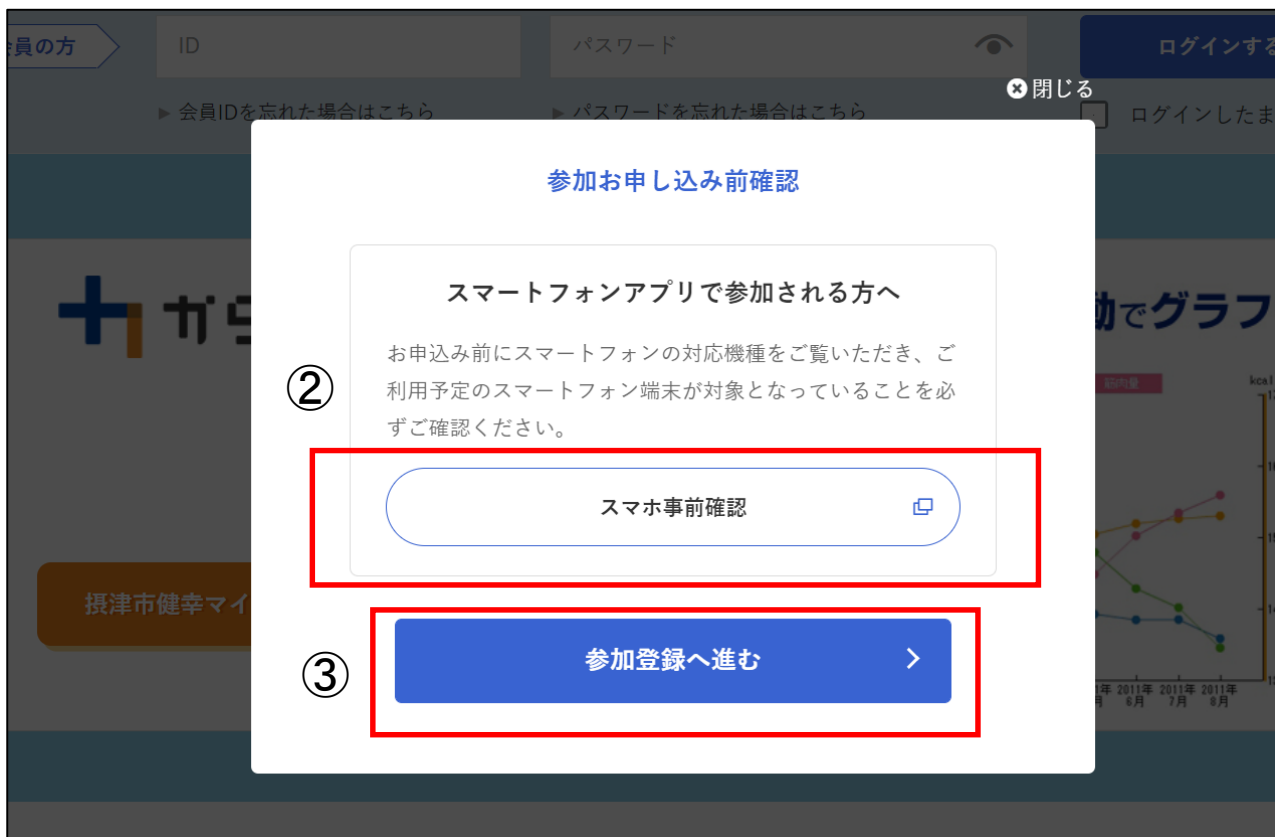 会員の方
ID
パスワード
ログインする
閉じる
▶ 会員IDを忘れた場合はこちら
▶ パスワードを忘れた場合はこちら
ログインしたま
参加お申し込み前確認
スマートフォンアプリで参加される方へ
お申込み前にスマートフォンの対応機種をご覧いただき、ご
利用予定のスマートフォン端末が対象となっていることを必
ずご確認ください。
②
スマホ事前確認
③
参加登録へ進む
から
動でグラフ
筋肉量
kcal
摂津市健幸マイ
2011年 2011年 2011年
6月 7月 8月